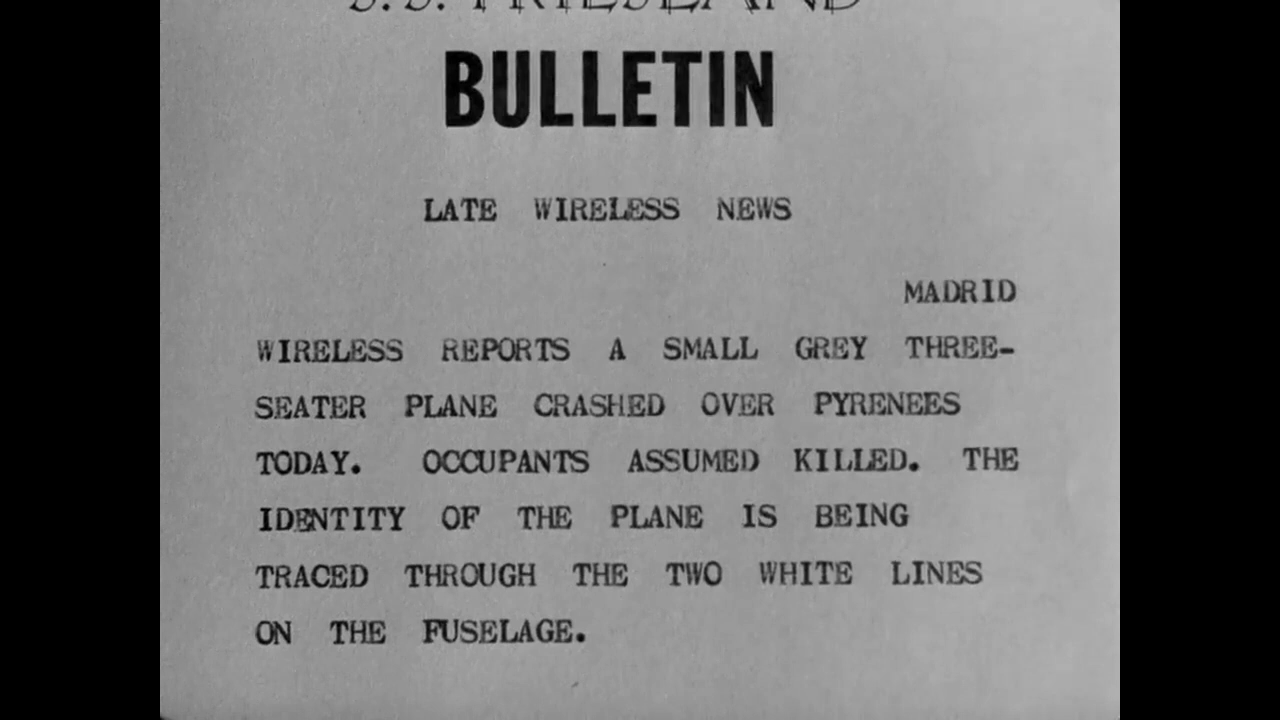 S.S. FRIESLAND
BULLETIN
LATE WIRELESS NEWS
MADRID
WIRELESS REPORTS A SMALL GREY THREE-
SEATER PLANE CRASHED OVER PYRENEES
TODAY. OCCUPANTS ASSUMED KILLED. THE
IDENTITY OF THE PLANE IS BEING
TRACED THROUGH THE TWO WHITE LINES
ON THE FUSELAGE.